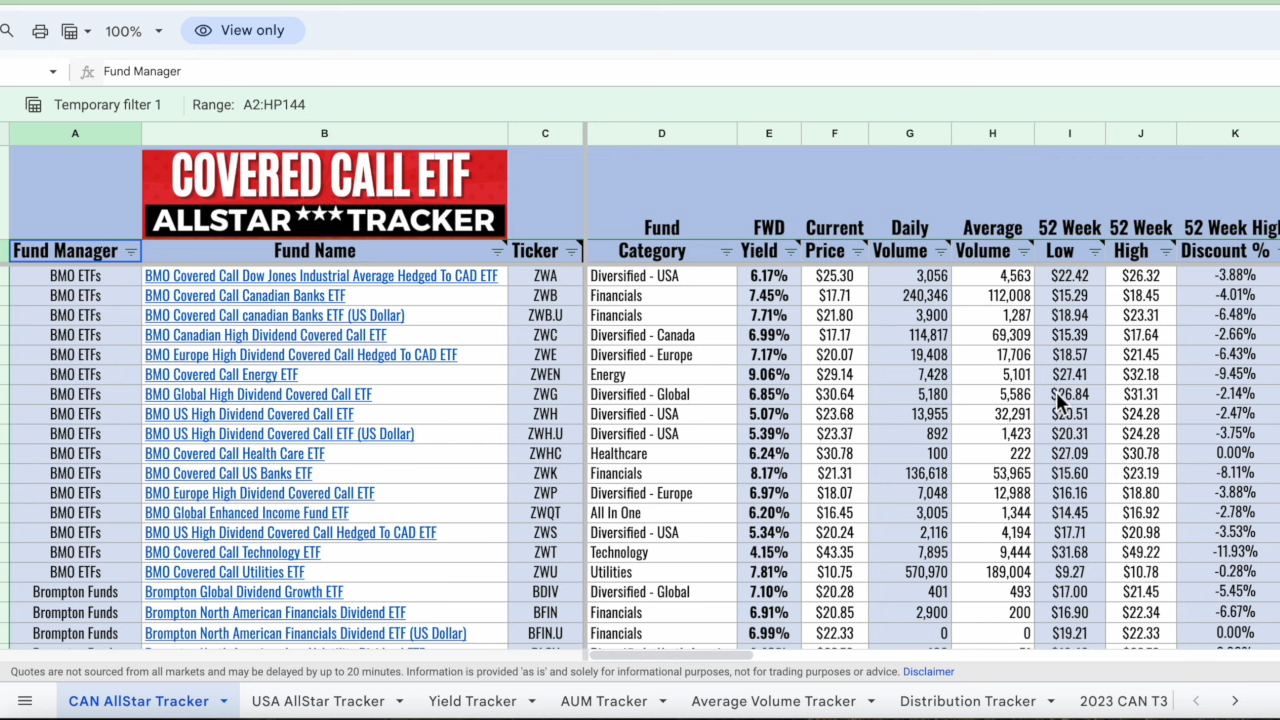 100% View only
fx Fund Manager
Temporary filter 1 Range: A2:HP144
A B C D E F G H I J K
COVERED CALL ETF
ALLSTAR ★★★ TRACKER
Fund FWD Current Daily Average 52 Week 52 Week 52 Week Hig
Fund Manager Fund Name Ticker Category Yield Price Volume Volume Low High Discount %
BMO ETFs BMO Covered Call Dow Jones Industrial Average Hedged To CAD ETF ZWA Diversified - USA 6.17% $25.30 3,056 4,563 $22.42 $26.32 -3.88%
BMO ETFs BMO Covered Call Canadian Banks ETF ZWB Financials 7.45% $17.71 240,346 112,008 $15.29 $18.45 -4.01%
BMO ETFs BMO Covered Call canadian Banks ETF (US Dollar) ZWB.U Financials 7.71% $21.80 3,900 1,287 $18.94 $23.31 -6.48%
BMO ETFs BMO Canadian High Dividend Covered Call ETF ZWC Diversified - Canada 6.99% $17.17 114,817 69,309 $15.39 $17.64 -2.66%
BMO ETFs BMO Europe High Dividend Covered Call Hedged To CAD ETF ZWE Diversified - Europe 7.17% $20.07 19,408 17,706 $18.57 $21.45 -6.43%
BMO ETFs BMO Covered Call Energy ETF ZWEN Energy 9.06% $29.14 7,428 5,101 $27.41 $32.18 -9.45%
BMO ETFs BMO Global High Dividend Covered Call ETF ZWG Diversified - Global 6.85% $30.64 5,180 5,586 $26.84 $31.31 -2.14%
BMO ETFs BMO US High Dividend Covered Call ETF ZWH Diversified - USA 5.07% $23.68 13,955 32,291 $20.51 $24.28 -2.47%
BMO ETFs BMO US High Dividend Covered Call ETF (US Dollar) ZWH.U Diversified - USA 5.39% $23.37 892 1,423 $20.31 $24.28 -3.75%
BMO ETFs BMO Covered Call Health Care ETF ZWHC Healthcare 6.24% $30.78 100 222 $27.09 $30.78 0.00%
BMO ETFs BMO Covered Call US Banks ETF ZWK Financials 8.17% $21.31 136,618 53,965 $15.60 $23.19 -8.11%
BMO ETFs BMO Europe High Dividend Covered Call ETF ZWP Diversified - Europe 6.97% $18.07 7,048 12,988 $16.16 $18.80 -3.88%
BMO ETFs BMO Global Enhanced Income Fund ETF ZWQT All In One 6.20% $16.45 3,005 1,344 $14.45 $16.92 -2.78%
BMO ETFs BMO US High Dividend Covered Call Hedged To CAD ETF ZWS Diversified - USA 5.34% $20.24 2,116 4,194 $17.71 $20.98 -3.53%
BMO ETFs BMO Covered Call Technology ETF ZWT Technology 4.15% $43.35 7,895 9,444 $31.68 $49.22 -11.93%
BMO ETFs BMO Covered Call Utilities ETF ZWU Utilities 7.81% $10.75 570,970 189,004 $9.27 $10.78 -0.28%
Brompton Funds Brompton Global Dividend Growth ETF BDIV Diversified - Global 7.10% $20.28 401 493 $17.00 $21.45 -5.45%
Brompton Funds Brompton North American Financials Dividend ETF BFIN Financials 6.91% $20.85 2,900 200 $16.90 $22.34 -6.67%
Brompton Funds Brompton North American Financials Dividend ETF (US Dollar) BFIN.U Financials 6.99% $22.33 0 0 $19.21 $22.33 0.00%
Quotes are not sourced from all markets and may be delayed by up to 20 minutes. Information is provided 'as is' and solely for informational purposes, not for trading purposes or advice. Disclaimer
CAN AllStar Tracker USA AllStar Tracker Yield Tracker AUM Tracker Average Volume Tracker Distribution Tracker 2023 CAN T3